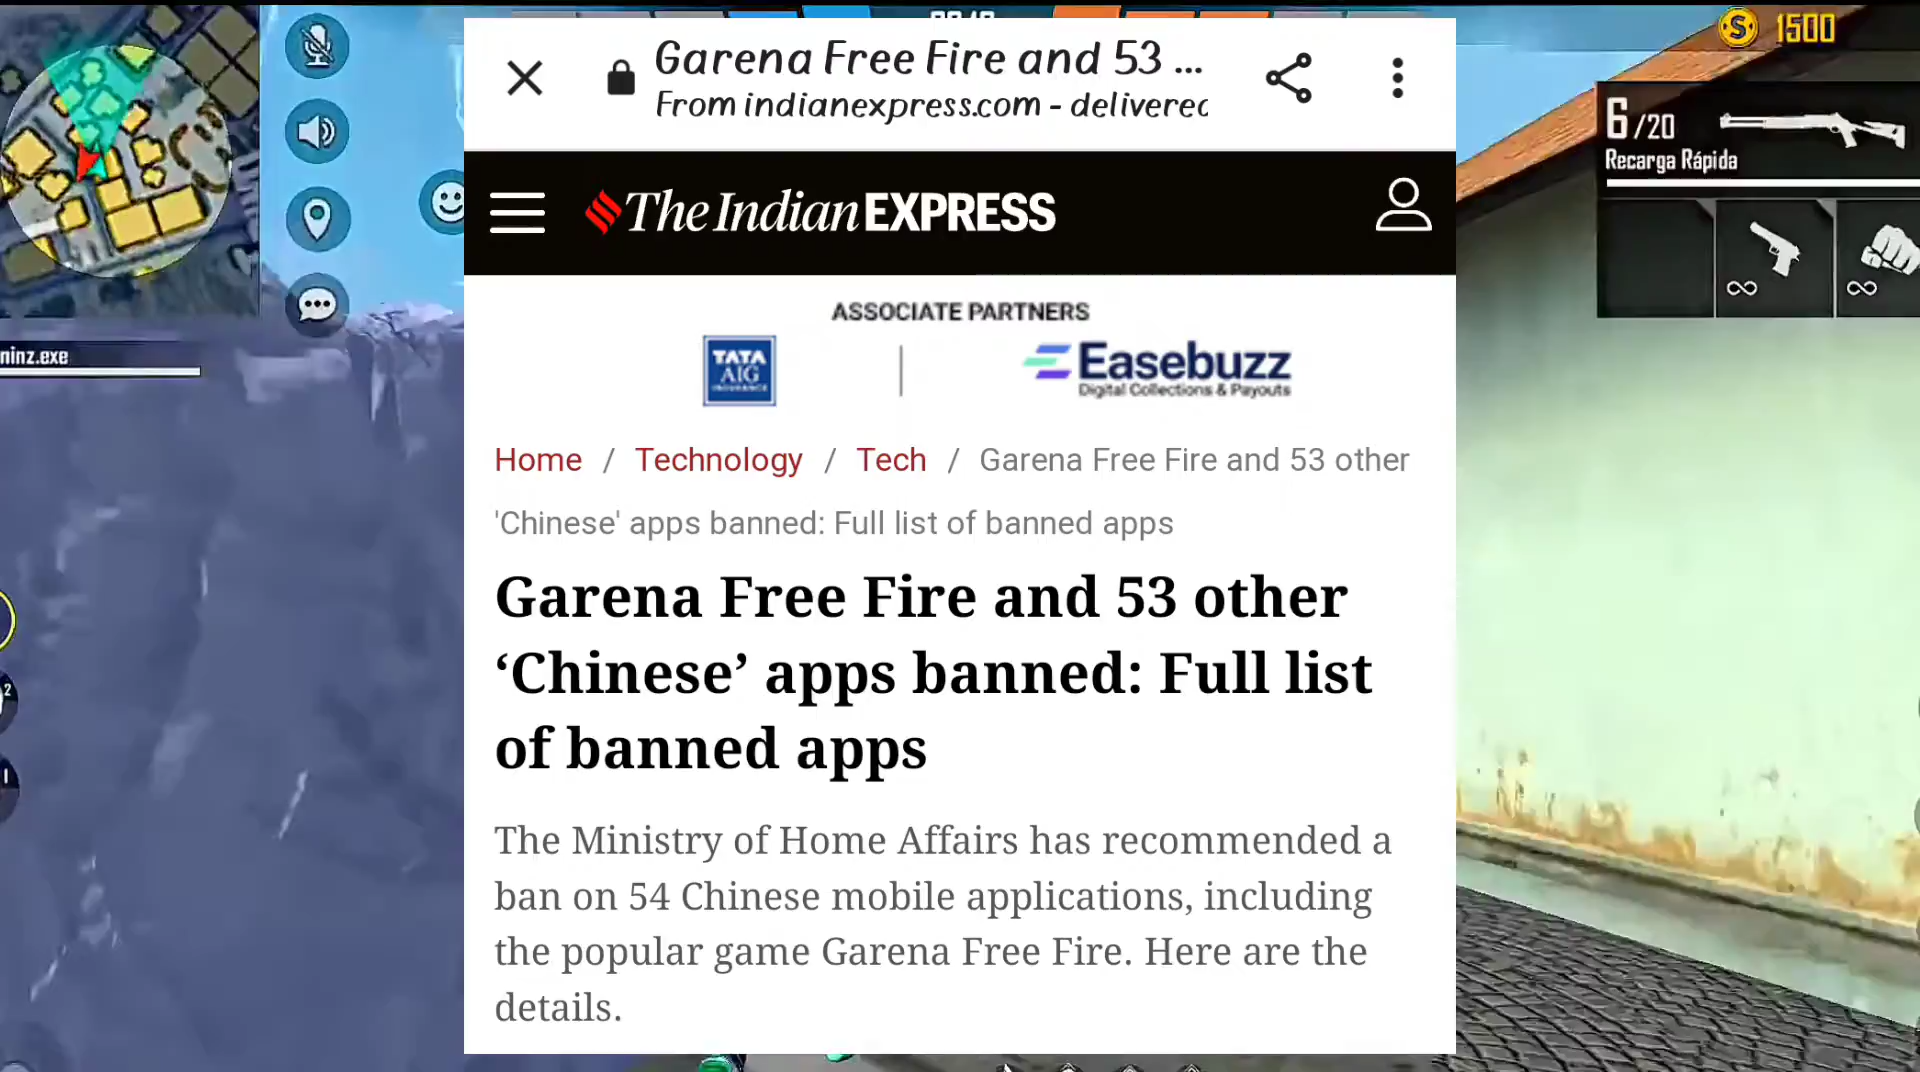 1500
Garena Free Fire and 53 ...
From indianexpress.com - delivered
6/20
Recarga Rápida
The Indian EXPRESS
ASSOCIATE PARTNERS
TATA
AIG
INSURANCE
Easebuzz
Digital Collections & Payouts
ninz.exe
Home / Technology / Tech / Garena Free Fire and 53 other
'Chinese' apps banned: Full list of banned apps
Garena Free Fire and 53 other
‘Chinese’ apps banned: Full list
of banned apps
2
1
The Ministry of Home Affairs has recommended a
ban on 54 Chinese mobile applications, including
the popular game Garena Free Fire. Here are the
details.